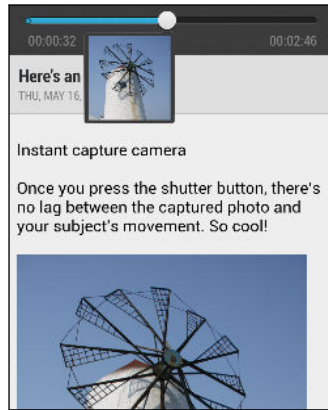 00:00:32 00:02:46
Here's an
THU, MAY 16,
Instant capture camera
Once you press the shutter button, there's
no lag between the captured photo and
your subject's movement. So cool!